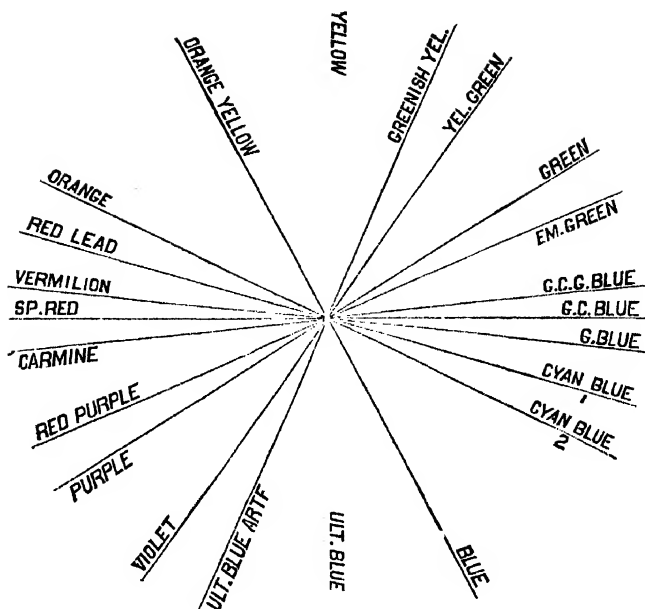 YELLOW
ORANGE YELLOW
GREENISH YEL.
YEL. GREEN
GREEN
ORANGE
RED LEAD
EM. GREEN
VERMILION
G.C.G. BLUE
SP. RED
G.C. BLUE
CARMINE
G. BLUE
CYAN BLUE
1
RED PURPLE
CYAN BLUE
2
PURPLE
VIOLET
ULT. BLUE ARTF
ULT. BLUE
BLUE